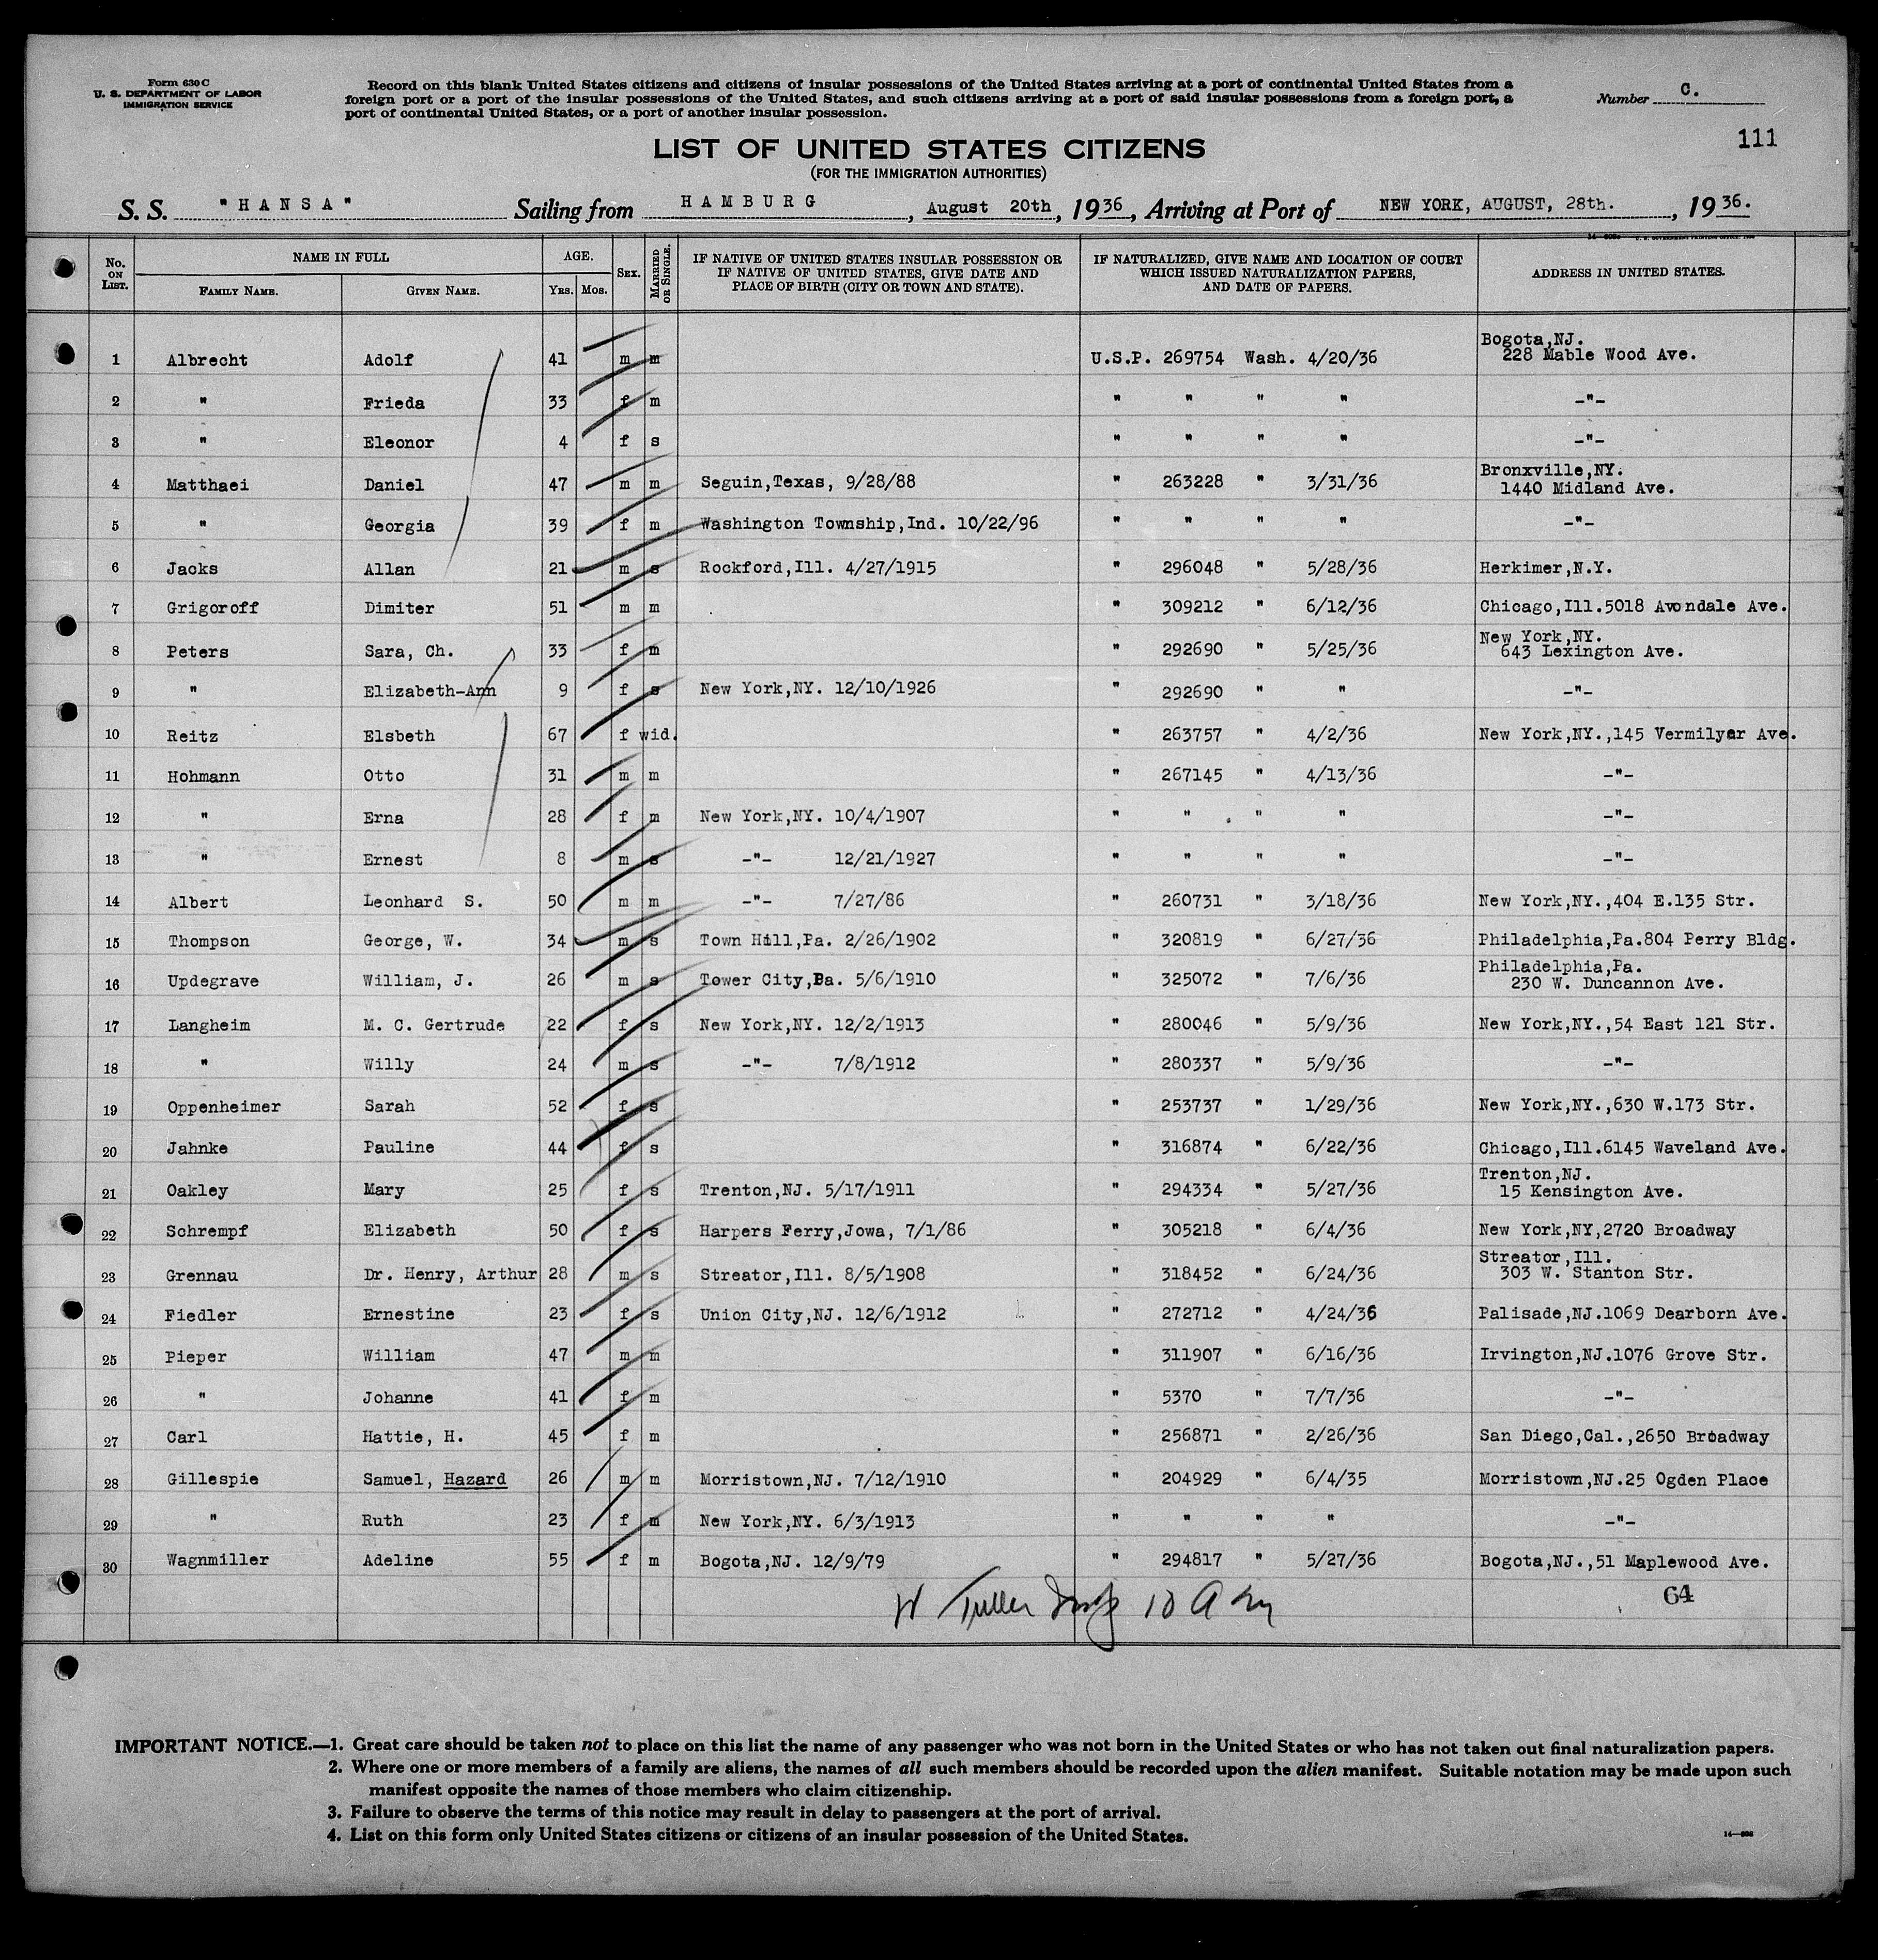 Form 630 C
U. S. DEPARTMENT OF LABOR
IMMIGRATION SERVICE
Record on this blank United States citizens and citizens of insular possessions of the United States arriving at a port of continental United States from a
foreign port or a port of the insular possessions of the United States, and such citizens arriving at a port of said insular possessions from a foreign port, a
port of continental United States, or a port of another insular possession.
Number C.
111
LIST OF UNITED STATES CITIZENS
(FOR THE IMMIGRATION AUTHORITIES)
S. S. "HANSA" Sailing from HAMBURG, August 20th, 1936, Arriving at Port of NEW YORK, AUGUST, 28th., 1936.
No. ON LIST. NAME IN FULL FAMILY NAME. GIVEN NAME. AGE. YRS. MOS. SEX. MARRIED OR SINGLE. IF NATIVE OF UNITED STATES INSULAR POSSESSION OR IF NATIVE OF UNITED STATES, GIVE DATE AND PLACE OF BIRTH (CITY OR TOWN AND STATE). IF NATURALIZED, GIVE NAME AND LOCATION OF COURT WHICH ISSUED NATURALIZATION PAPERS, AND DATE OF PAPERS. ADDRESS IN UNITED STATES.
1 Albrecht Adolf 41 m m U.S.P. 269754 Wash. 4/20/36 Bogota,NJ. 228 Mable Wood Ave.
2 " Frieda 33 f m " " " " -"-
3 " Eleonor 4 f s " " " " -"-
4 Matthaei Daniel 47 m m Seguin,Texas, 9/28/88 " 263228 " 3/31/36 Bronxville,NY. 1440 Midland Ave.
5 " Georgia 39 f m Washington Township,Ind. 10/22/96 " " " " -"-
6 Jacks Allan 21 m s Rockford,Ill. 4/27/1915 " 296048 " 5/28/36 Herkimer,N.Y.
7 Grigoroff Dimiter 51 m m " 309212 " 6/12/36 Chicago,Ill.5018 Avondale Ave.
8 Peters Sara, Ch. 33 f m " 292690 " 5/25/36 New York,NY. 643 Lexington Ave.
9 " Elizabeth-Ann 9 f s New York,NY. 12/10/1926 " 292690 " " -"-
10 Reitz Elsbeth 67 f wid. " 263757 " 4/2/36 New York,NY.,145 Vermilyer Ave.
11 Hohmann Otto 31 m m " 267145 " 4/13/36 -"-
12 " Erna 28 f m New York,NY. 10/4/1907 " " " " -"-
13 " Ernest 8 m s -"- 12/21/1927 " " " " -"-
14 Albert Leonhard S. 50 m m -"- 7/27/86 " 260731 " 3/18/36 New York,NY.,404 E.135 Str.
15 Thompson George, W. 34 m s Town Hill,Pa. 2/26/1902 " 320819 " 6/27/36 Philadelphia,Pa.804 Perry Bldg.
16 Updegrave William, J. 26 m s Tower City,Pa. 5/6/1910 " 325072 " 7/6/36 Philadelphia,Pa. 230 W. Duncannon Ave.
17 Langheim M. C. Gertrude 22 f s New York,NY. 12/2/1913 " 280046 " 5/9/36 New York,NY.,54 East 121 Str.
18 " Willy 24 m s -"- 7/8/1912 " 280337 " 5/9/36 -"-
19 Oppenheimer Sarah 52 f s " 253737 " 1/29/36 New York,NY.,630 W.173 Str.
20 Jahnke Pauline 44 f s " 316874 " 6/22/36 Chicago,Ill.6145 Waveland Ave.
21 Oakley Mary 25 f s Trenton,NJ. 5/17/1911 " 294334 " 5/27/36 Trenton,NJ. 15 Kensington Ave.
22 Schrempf Elizabeth 50 f s Harpers Ferry,Jowa, 7/1/86 " 305218 " 6/4/36 New York,NY,2720 Broadway
23 Grennau Dr. Henry, Arthur 28 m s Streator,Ill. 8/5/1908 " 318452 " 6/24/36 Streator,Ill. 303 W. Stanton Str.
24 Fiedler Ernestine 23 f s Union City,NJ. 12/6/1912 " 272712 " 4/24/36 Palisade,NJ.1069 Dearborn Ave.
25 Pieper William 47 m m " 311907 " 6/16/36 Irvington,NJ.1076 Grove Str.
26 " Johanne 41 f m " 5370 " 7/7/36 -"-
27 Carl Hattie, H. 45 f m " 256871 " 2/26/36 San Diego,Cal.,2650 Broadway
28 Gillespie Samuel, Hazard 26 m m Morristown,NJ. 7/12/1910 " 204929 " 6/4/35 Morristown,NJ.25 Ogden Place
29 " Ruth 23 f m New York,NY. 6/3/1913 " " " " -"-
30 Wagnmiller Adeline 55 f m Bogota,NJ. 12/9/79 " 294817 " 5/27/36 Bogota,NJ.,51 Maplewood Ave.
64
IMPORTANT NOTICE.—1. Great care should be taken not to place on this list the name of any passenger who was not born in the United States or who has not taken out final naturalization papers.
2. Where one or more members of a family are aliens, the names of all such members should be recorded upon the alien manifest. Suitable notation may be made upon such
manifest opposite the names of those members who claim citizenship.
3. Failure to observe the terms of this notice may result in delay to passengers at the port of arrival.
4. List on this form only United States citizens or citizens of an insular possession of the United States.